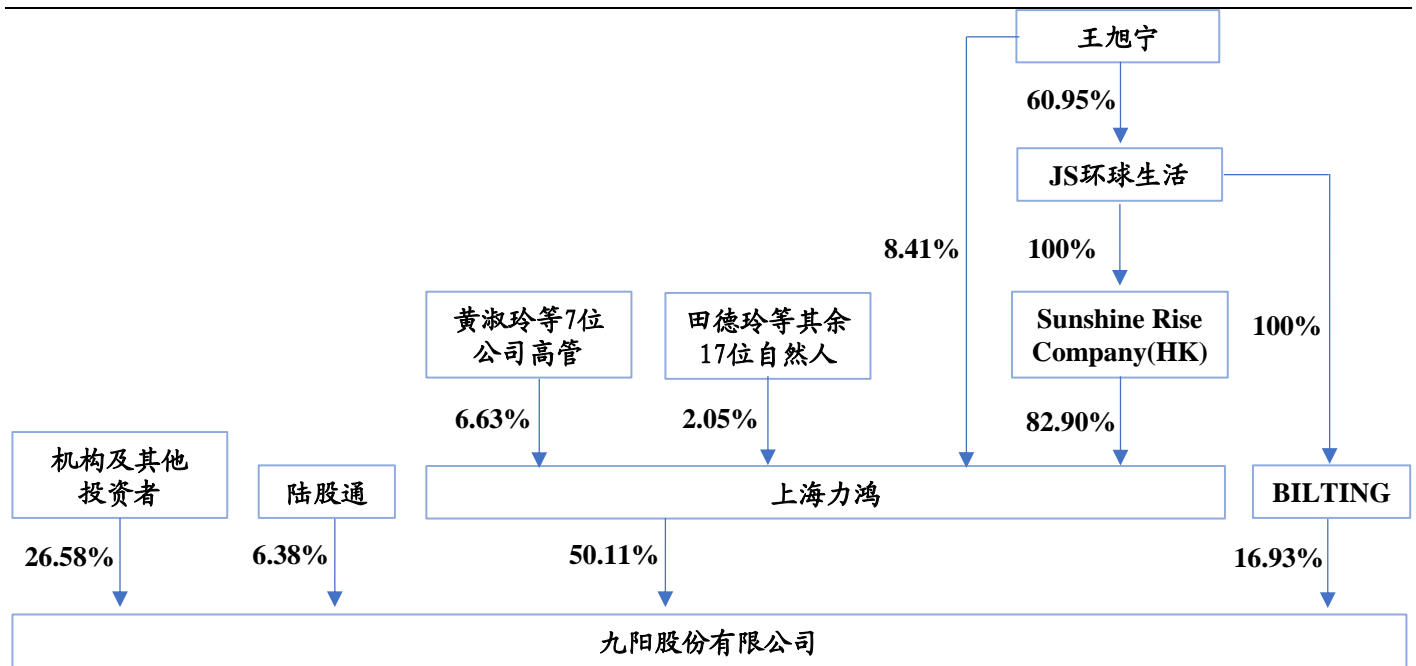 王旭宁
60.95%
JS环球生活
8.41%
100%
黄淑玲等7位
公司高管
田德玲等其余
17位自然人
Sunshine Rise
Company(HK)
100%
6.63%
2.05%
82.90%
机构及其他
投资者
陆股通
上海力鸿
BILTING
26.58%
6.38%
50.11%
16.93%
九阳股份有限公司